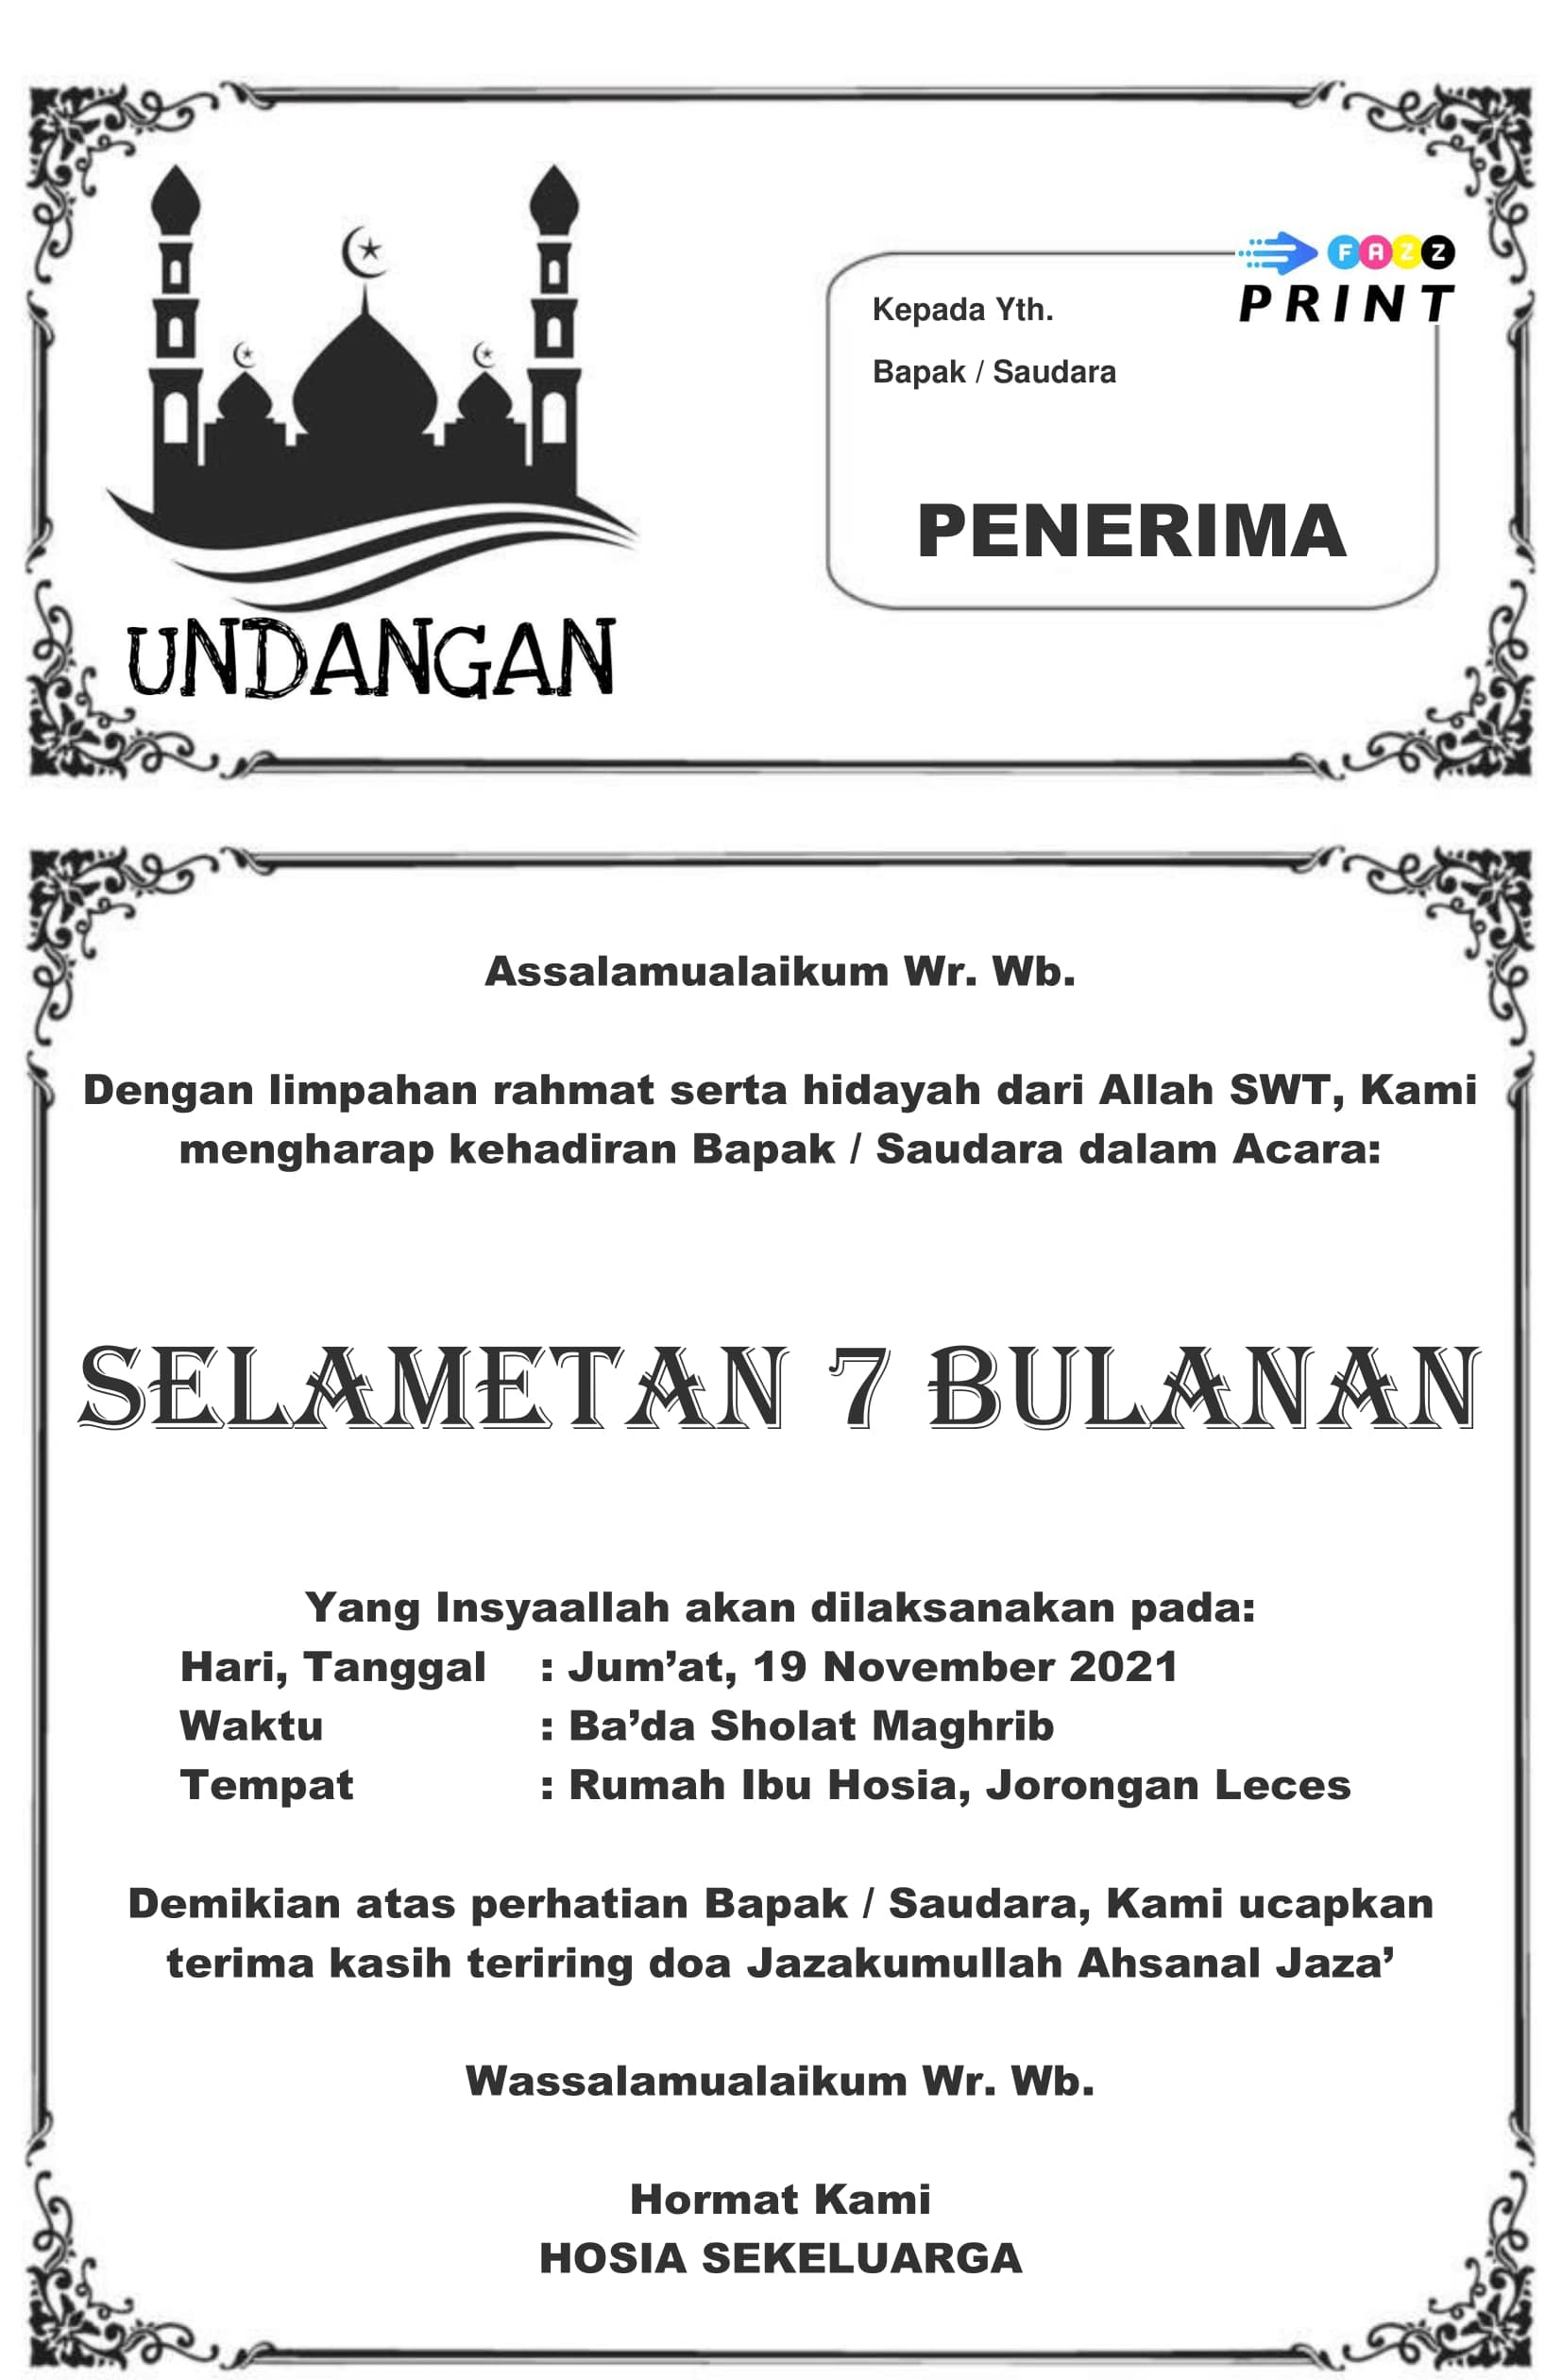 FAZZ
PRINT
Kepada Yth.
Bapak / Saudara
PENERIMA
UNDANGAN
Assalamualaikum Wr. Wb.
Dengan limpahan rahmat serta hidayah dari Allah SWT, Kami
mengharap kehadiran Bapak / Saudara dalam Acara:
SELAMETAN 7 BULANAN
Yang Insyaallah akan dilaksanakan pada:
Hari, Tanggal : Jum’at, 19 November 2021
Waktu : Ba’da Sholat Maghrib
Tempat : Rumah Ibu Hosia, Jorongan Leces
Demikian atas perhatian Bapak / Saudara, Kami ucapkan
terima kasih teriring doa Jazakumullah Ahsanal Jaza’
Wassalamualaikum Wr. Wb.
Hormat Kami
HOSIA SEKELUARGA